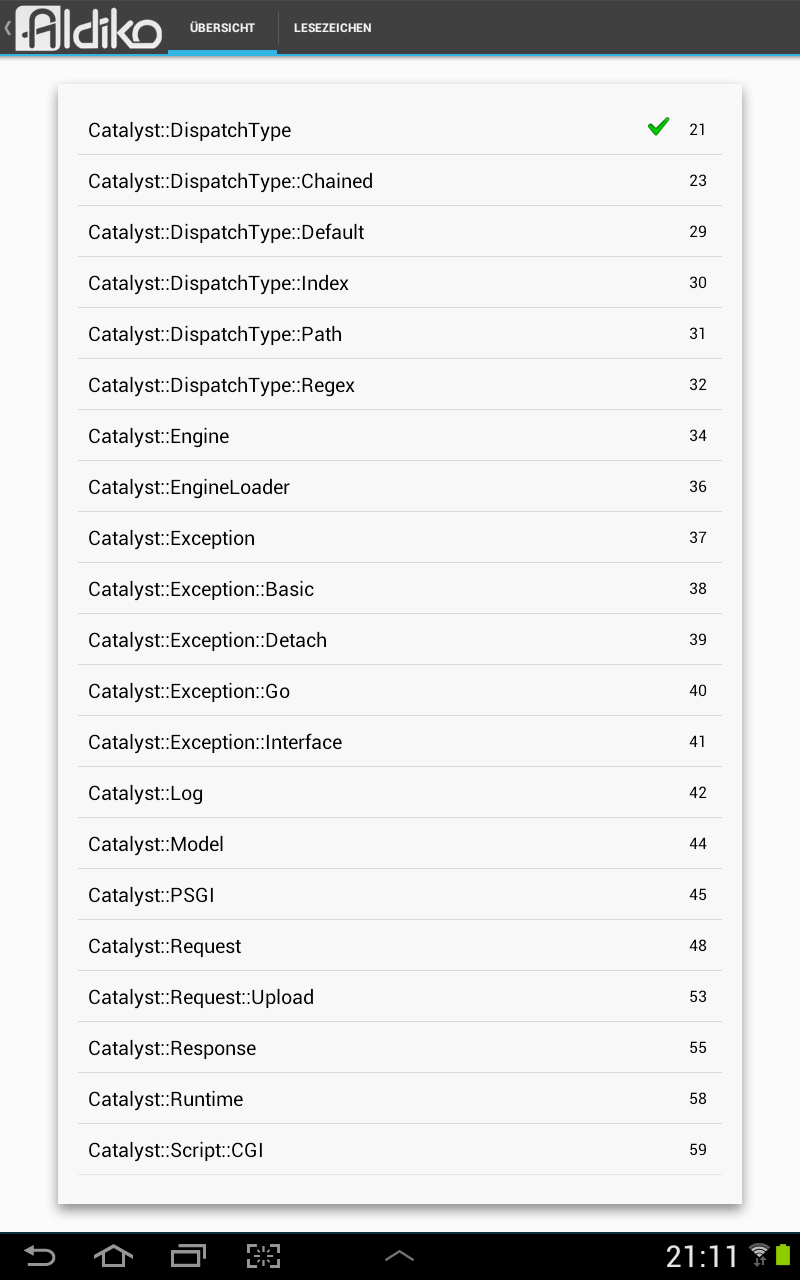 Aldiko ÜBERSICHT LESEZEICHEN
Catalyst::DispatchType 21
Catalyst::DispatchType::Chained 23
Catalyst::DispatchType::Default 29
Catalyst::DispatchType::Index 30
Catalyst::DispatchType::Path 31
Catalyst::DispatchType::Regex 32
Catalyst::Engine 34
Catalyst::EngineLoader 36
Catalyst::Exception 37
Catalyst::Exception::Basic 38
Catalyst::Exception::Detach 39
Catalyst::Exception::Go 40
Catalyst::Exception::Interface 41
Catalyst::Log 42
Catalyst::Model 44
Catalyst::PSGI 45
Catalyst::Request 48
Catalyst::Request::Upload 53
Catalyst::Response 55
Catalyst::Runtime 58
Catalyst::Script::CGI 59
21:11